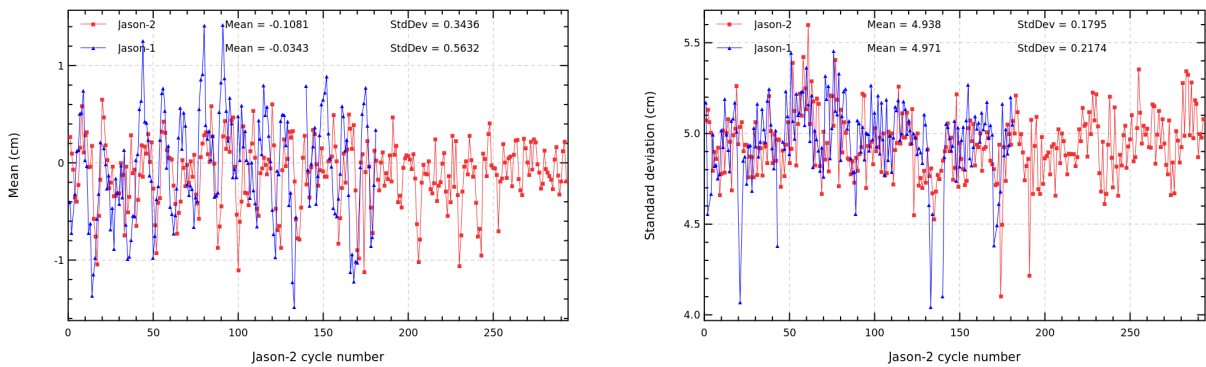 Jason-2 Mean = -0.1081 StdDev = 0.3436
Jason-1 Mean = -0.0343 StdDev = 0.5632
1
0
-1
Mean (cm)
0 50 100 150 200 250
Jason-2 cycle number
Jason-2 Mean = 4.938 StdDev = 0.1795
Jason-1 Mean = 4.971 StdDev = 0.2174
5.5
5.0
4.5
4.0
Standard deviation (cm)
0 50 100 150 200 250
Jason-2 cycle number